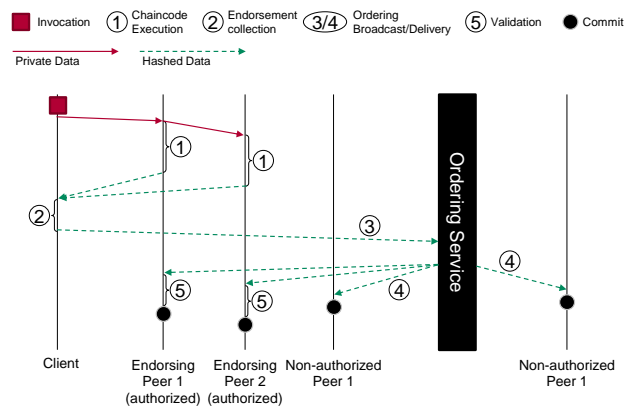 Invocation
1 Chaincode
Execution
2 Endorsement
collection
3/4 Ordering
Broadcast/Delivery
5 Validation
Commit
Private Data
Hashed Data
1
1
2
3
Ordering Service
4
4
5
5
Client
Endorsing
Peer 1
(authorized)
Endorsing
Peer 2
(authorized)
Non-authorized
Peer 1
Non-authorized
Peer 1